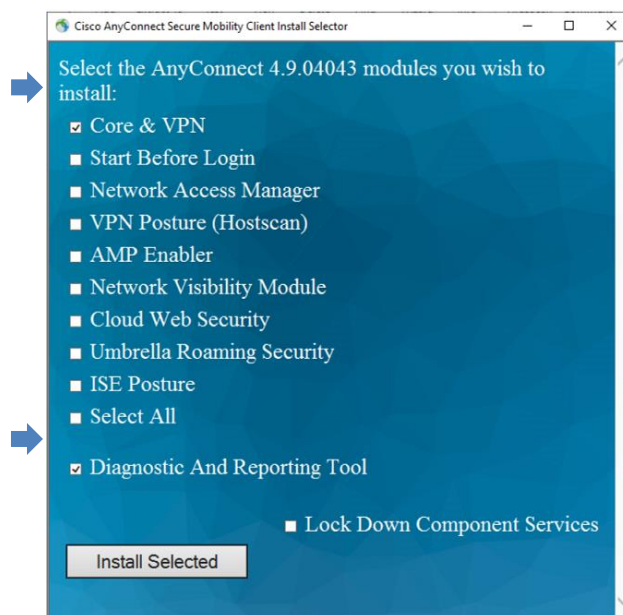 Cisco AnyConnect Secure Mobility Client Install Selector
Select the AnyConnect 4.9.04043 modules you wish to
install:
Core & VPN
Start Before Login
Network Access Manager
VPN Posture (Hostscan)
AMP Enabler
Network Visibility Module
Cloud Web Security
Umbrella Roaming Security
ISE Posture
Select All
Diagnostic And Reporting Tool
Lock Down Component Services
Install Selected